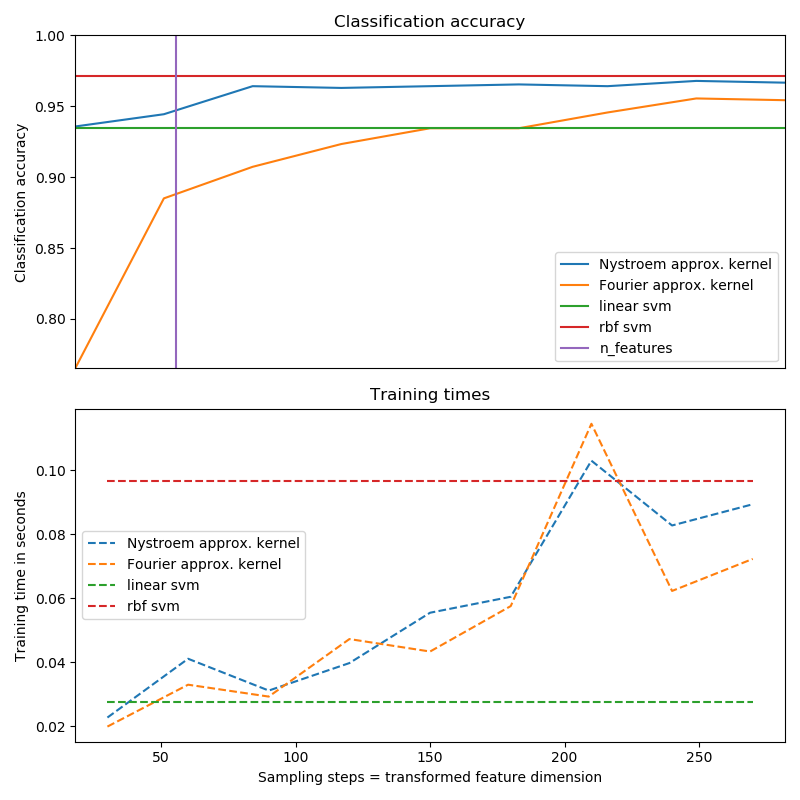 Classification accuracy
1.00
0.95
0.90
0.85
0.80
Classification accuracy
Nystroem approx. kernel
Fourier approx. kernel
linear svm
rbf svm
n_features
Training times
0.10
0.08
0.06
0.04
0.02
Training time in seconds
Nystroem approx. kernel
Fourier approx. kernel
linear svm
rbf svm
50
100
150
200
250
Sampling steps = transformed feature dimension